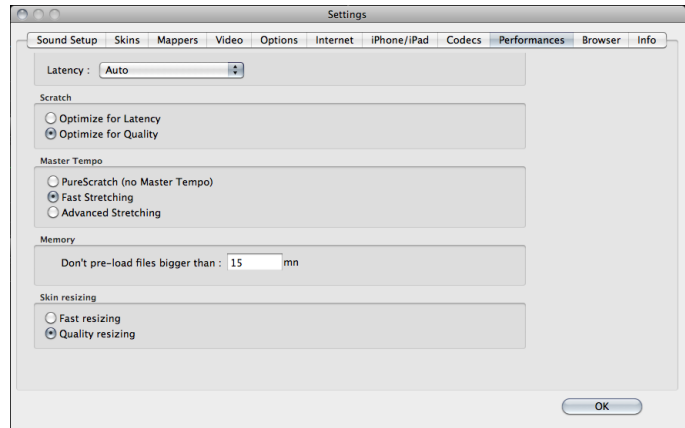 Settings
Sound Setup Skins Mappers Video Options Internet iPhone/iPad Codecs Performances Browser Info
Latency : Auto
Scratch
Optimize for Latency
Optimize for Quality
Master Tempo
PureScratch (no Master Tempo)
Fast Stretching
Advanced Stretching
Memory
Don't pre-load files bigger than : 15 mn
Skin resizing
Fast resizing
Quality resizing
OK